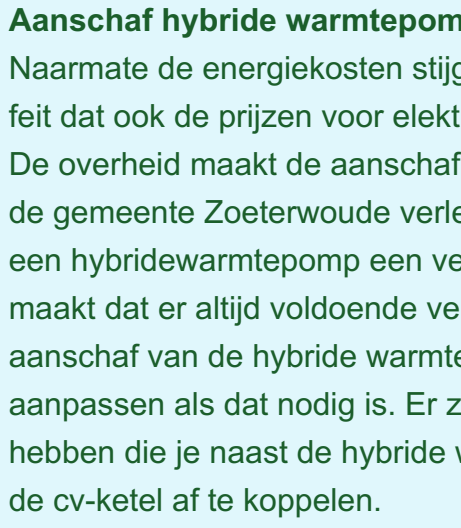 Aanschaf hybride warmtepom
Naarmate de energiekosten stijg
feit dat ook de prijzen voor elekt
De overheid maakt de aanschaf
de gemeente Zoeterwoude verle
een hybridewarmtepomp een ve
maakt dat er altijd voldoende ve
aanschaf van de hybride warmte
aanpassen als dat nodig is. Er z
hebben die je naast de hybride w
de cv-ketel af te koppelen.